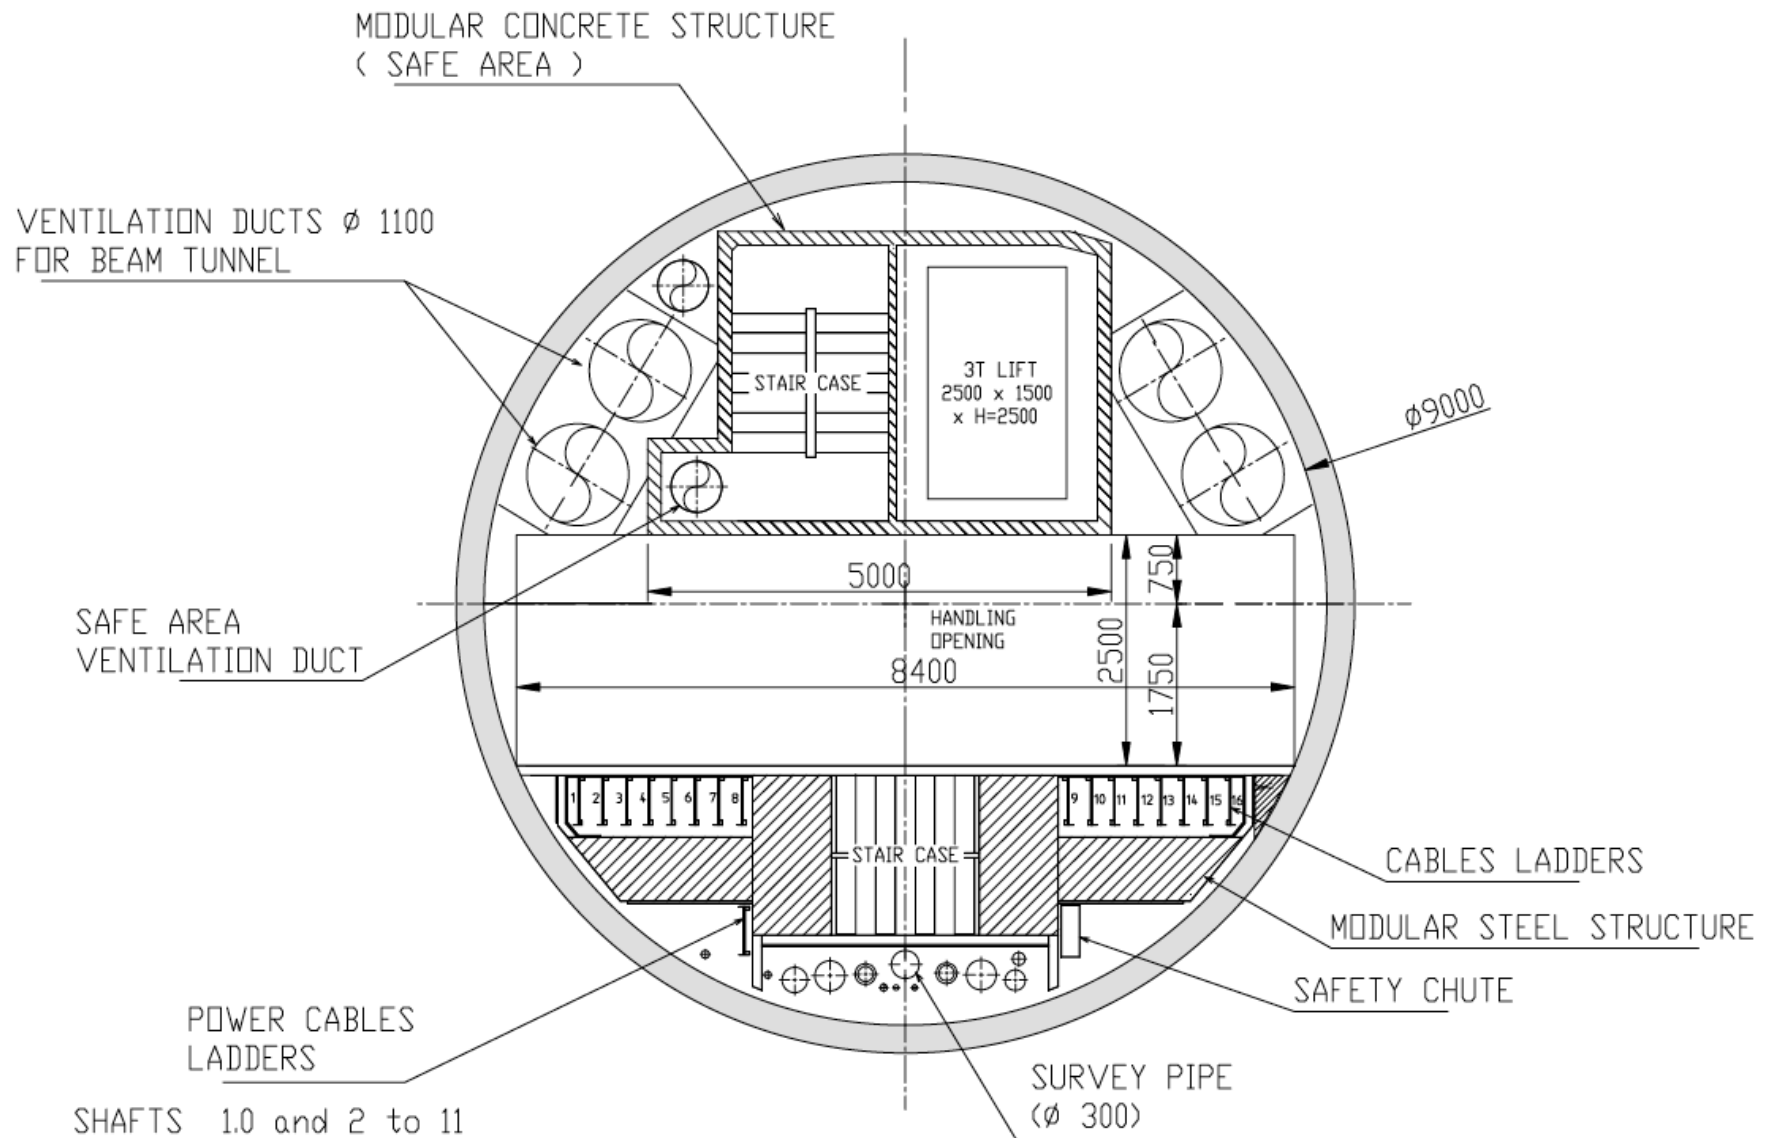 MODULAR CONCRETE STRUCTURE
( SAFE AREA )
VENTILATION DUCTS Ø 1100
FOR BEAM TUNNEL
STAIR CASE
3T LIFT
2500 x 1500
x H=2500
Ø9000
5000
750
HANDLING
OPENING
2500
1750
8400
SAFE AREA
VENTILATION DUCT
1 2 3 4 5 6 7 8
9 10 11 12 13 14 15 16
STAIR CASE
CABLES LADDERS
MODULAR STEEL STRUCTURE
SAFETY CHUTE
POWER CABLES
LADDERS
SURVEY PIPE
(Ø 300)
SHAFTS 1.0 and 2 to 11